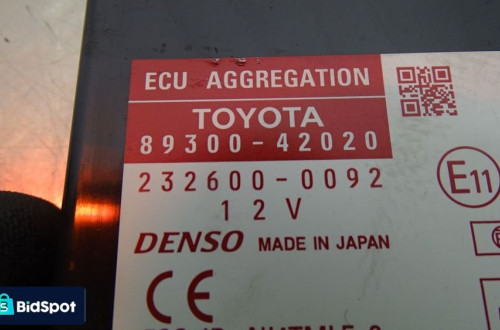 ECU AGGREGATION
TOYOTA
89300-42020
232600-0092
12V
DENSO MADE IN JAPAN
E11
CE
BidSpot